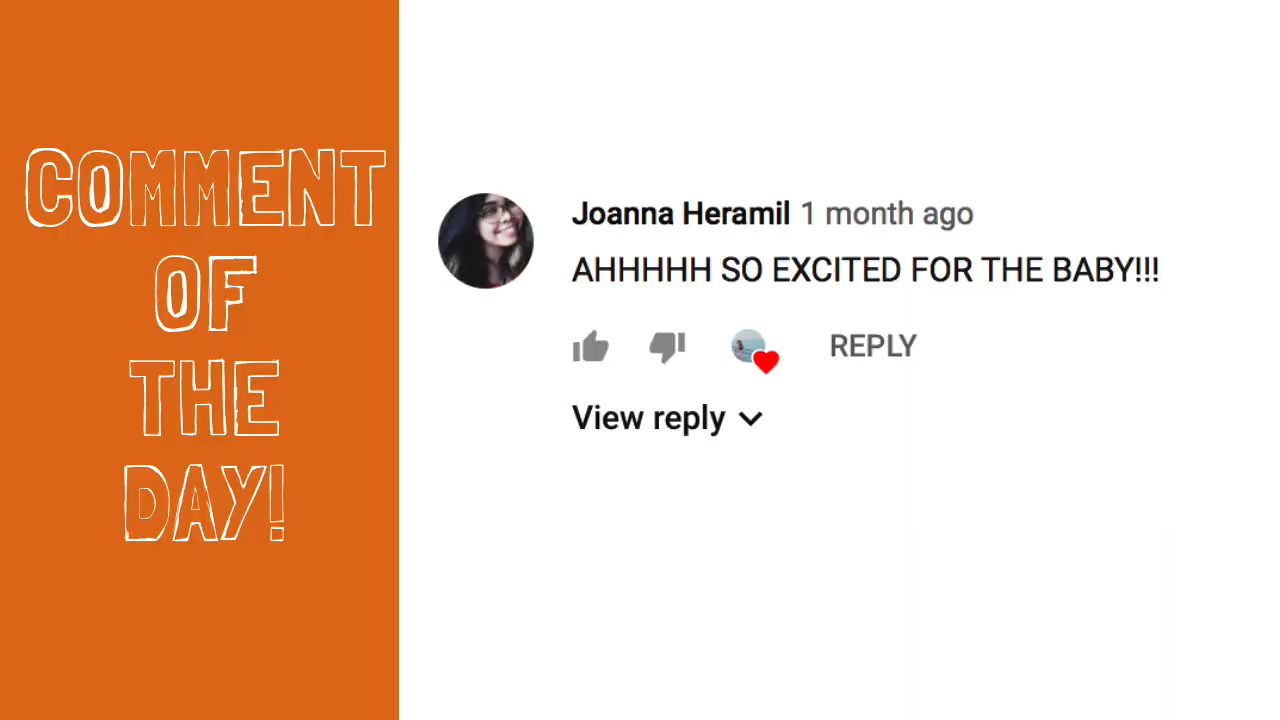 COMMENT
OF
THE
DAY!
Joanna Heramil 1 month ago
AHHHHH SO EXCITED FOR THE BABY!!!
REPLY
View reply